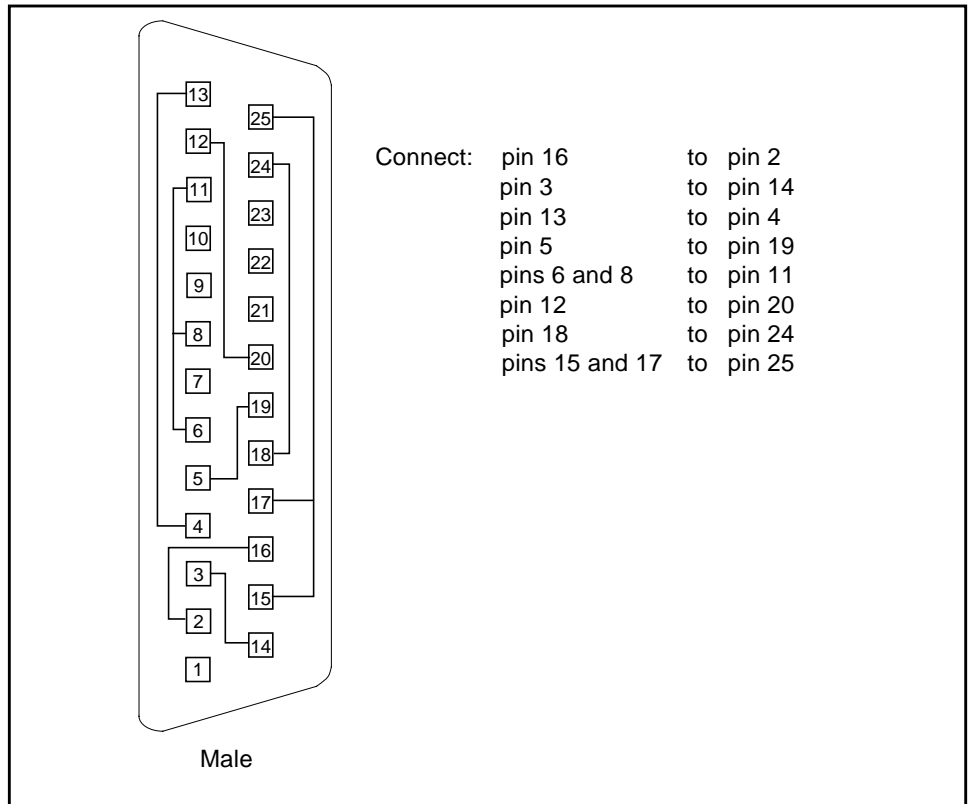 13
25
12
24
11
23
10
22
9
21
8
20
7
19
6
18
5
17
4
16
3
15
2
14
1
Male
Connect: pin 16 to pin 2
pin 3 to pin 14
pin 13 to pin 4
pin 5 to pin 19
pins 6 and 8 to pin 11
pin 12 to pin 20
pin 18 to pin 24
pins 15 and 17 to pin 25